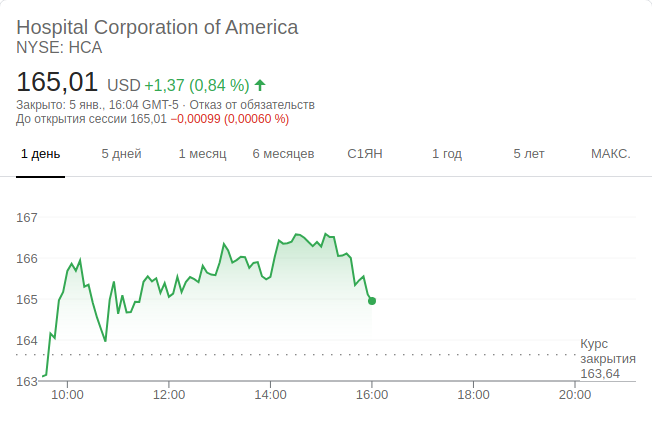 Hospital Corporation of America
NYSE: HCA
165,01 USD +1,37 (0,84 %)
Закрыто: 5 янв., 16:04 GMT-5 · Отказ от обязательств
До открытия сессии 165,01 −0,00099 (0,00060 %)
1 день 5 дней 1 месяц 6 месяцев С1ЯН 1 год 5 лет МАКС.
167
166
165
164
Курс
закрытия
163,64
163
10:00 12:00 14:00 16:00 18:00 20:00